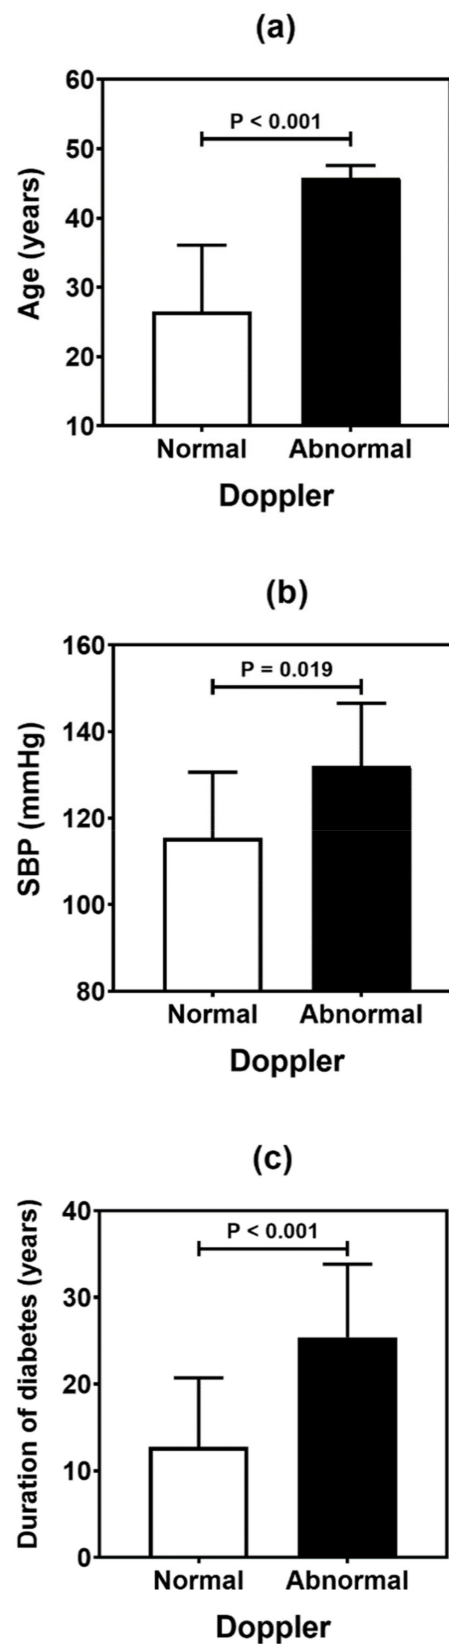 (a)
60
P < 0.001
50
40
30
20
10
Age (years)
Normal Abnormal
Doppler
(b)
160
P = 0.019
140
120
100
80
SBP (mmHg)
Normal Abnormal
Doppler
(c)
40
P < 0.001
30
20
10
0
Duration of diabetes (years)
Normal Abnormal
Doppler